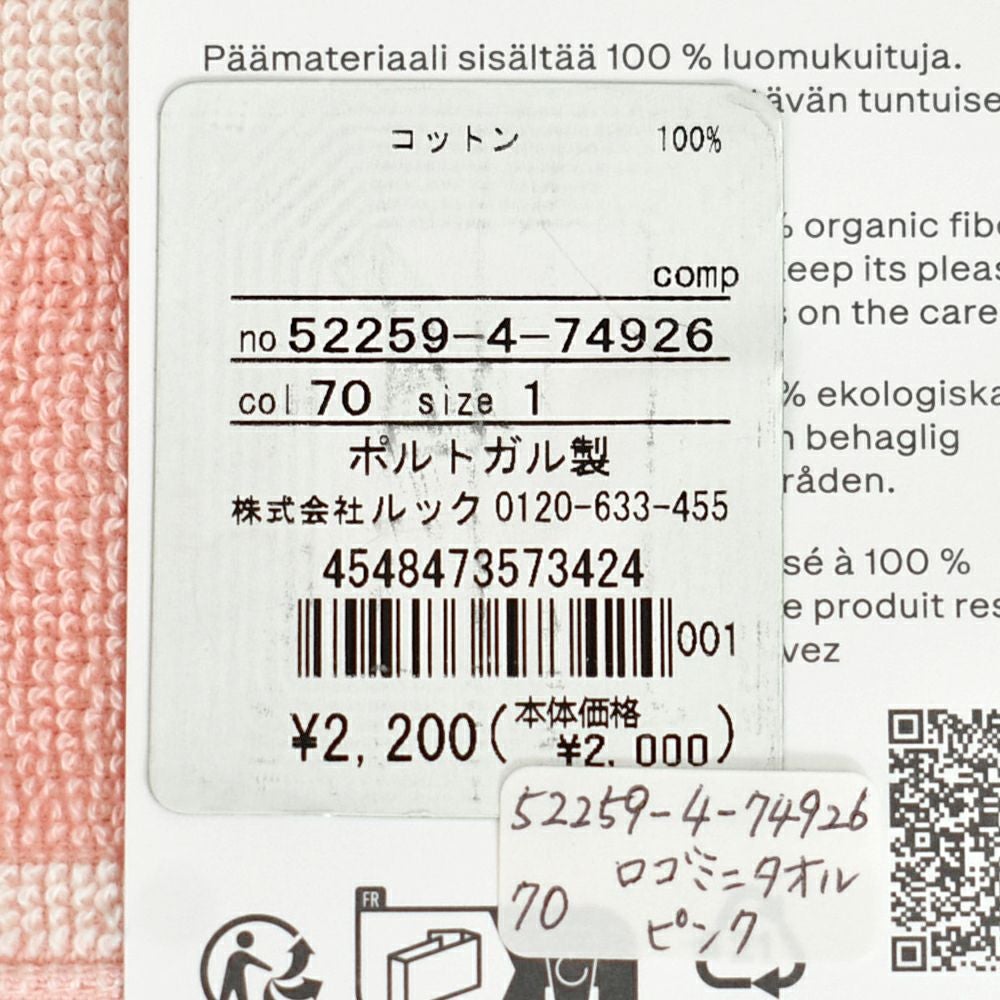 Päämateriaali sisältää 100 % luomukuituja.
tuntuise
コットン 100%
comp
no 52259-4-74926
col 70 size 1
ポルトガル製
株式会社ルック 0120-633-455
4548473573424
001
¥2,200(本体価格
¥2,000)
% organic fib
its pleas
on the care
% ekologiska
behaglig
råden.
sé à 100 %
e produit res
vez
52259-4-74926
ロゴミニタオル
70
ピンク
FR